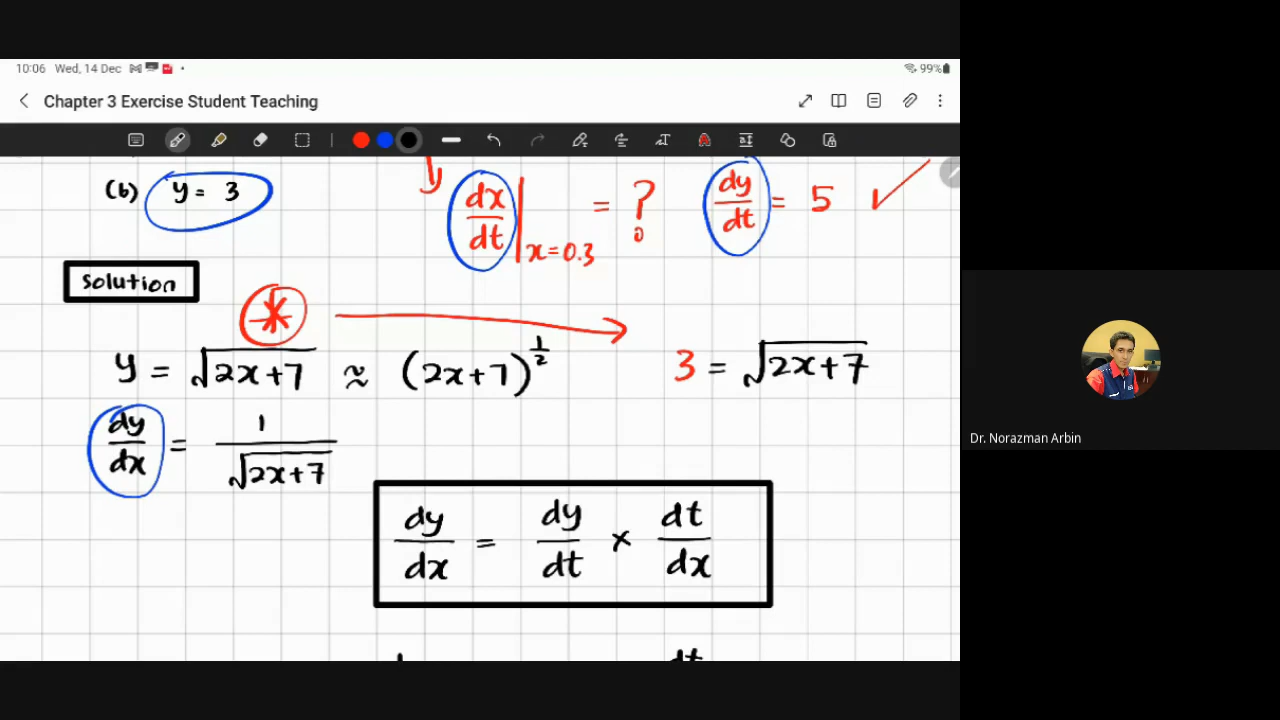 10:06 Wed, 14 Dec
99%
Chapter 3 Exercise Student Teaching
(b) y = 3
dx/dt | x=0.3 = ?
dy/dt = 5 ✓
Solution
*
y = √(2x+7) ≈ (2x+7)^(1/2)
3 = √(2x+7)
dy/dx = 1/√(2x+7)
dy/dx = dy/dt × dt/dx
dt
Dr. Norazman Arbin